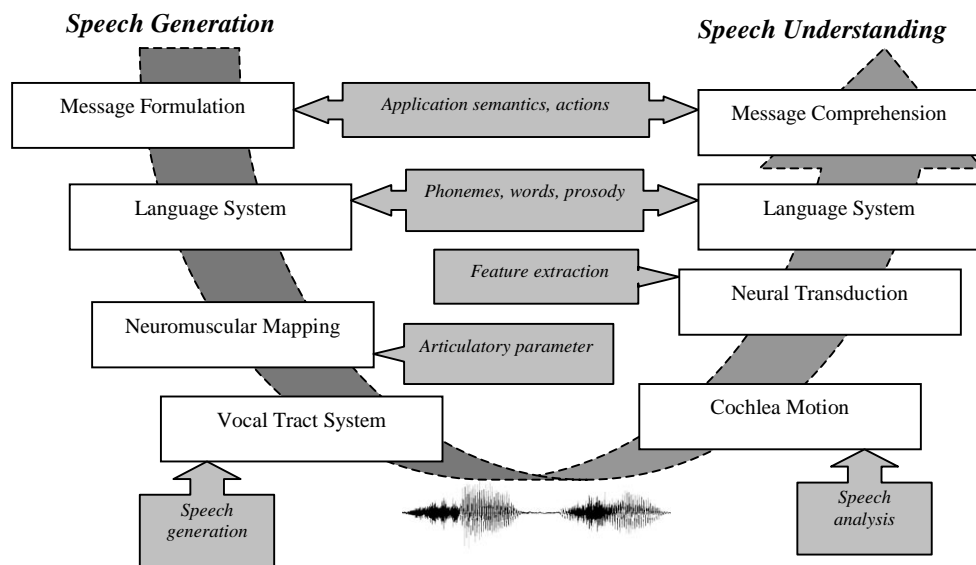 Speech Generation
Speech Understanding
Message Formulation
Application semantics, actions
Message Comprehension
Language System
Phonemes, words, prosody
Language System
Feature extraction
Neural Transduction
Neuromuscular Mapping
Articulatory parameter
Vocal Tract System
Cochlea Motion
Speech
generation
Speech
analysis